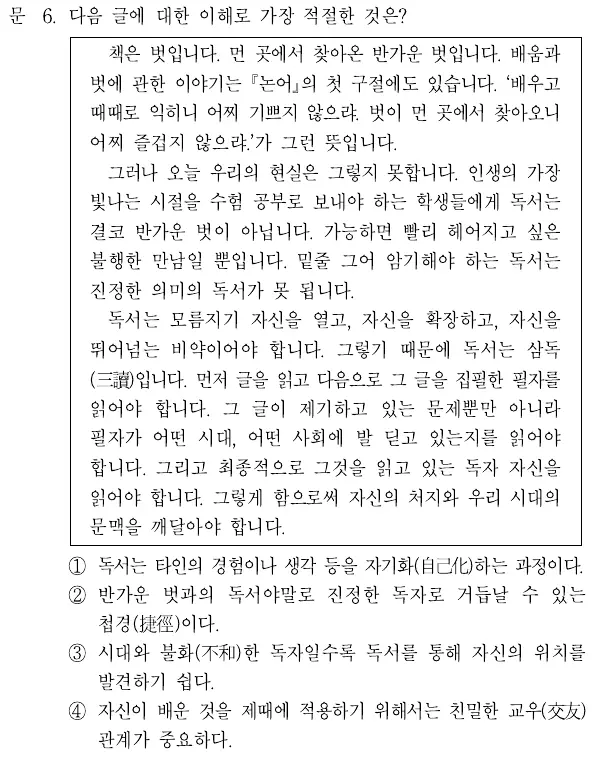 문 6. 다음 글에 대한 이해로 가장 적절한 것은?
책은 벗입니다. 먼 곳에서 찾아온 반가운 벗입니다. 배움과
벗에 관한 이야기는 『논어』의 첫 구절에도 있습니다. ‘배우고
때때로 익히니 어찌 기쁘지 않으랴. 벗이 먼 곳에서 찾아오니
어찌 즐겁지 않으랴.’가 그런 뜻입니다.
그러나 오늘 우리의 현실은 그렇지 못합니다. 인생의 가장
빛나는 시절을 수험 공부로 보내야 하는 학생들에게 독서는
결코 반가운 벗이 아닙니다. 가능하면 빨리 헤어지고 싶은
불행한 만남일 뿐입니다. 밑줄 그어 암기해야 하는 독서는
진정한 의미의 독서가 못 됩니다.
독서는 모름지기 자신을 열고, 자신을 확장하고, 자신을
뛰어넘는 비약이어야 합니다. 그렇기 때문에 독서는 삼독
(三讀)입니다. 먼저 글을 읽고 다음으로 그 글을 집필한 필자를
읽어야 합니다. 그 글이 제기하고 있는 문제뿐만 아니라
필자가 어떤 시대, 어떤 사회에 발 딛고 있는지를 읽어야
합니다. 그리고 최종적으로 그것을 읽고 있는 독자 자신을
읽어야 합니다. 그렇게 함으로써 자신의 처지와 우리 시대의
문맥을 깨달아야 합니다.
① 독서는 타인의 경험이나 생각 등을 자기화(自己化)하는 과정이다.
② 반가운 벗과의 독서야말로 진정한 독자로 거듭날 수 있는
첩경(捷徑)이다.
③ 시대와 불화(不和)한 독자일수록 독서를 통해 자신의 위치를
발견하기 쉽다.
④ 자신이 배운 것을 제때에 적용하기 위해서는 친밀한 교우(交友)
관계가 중요하다.